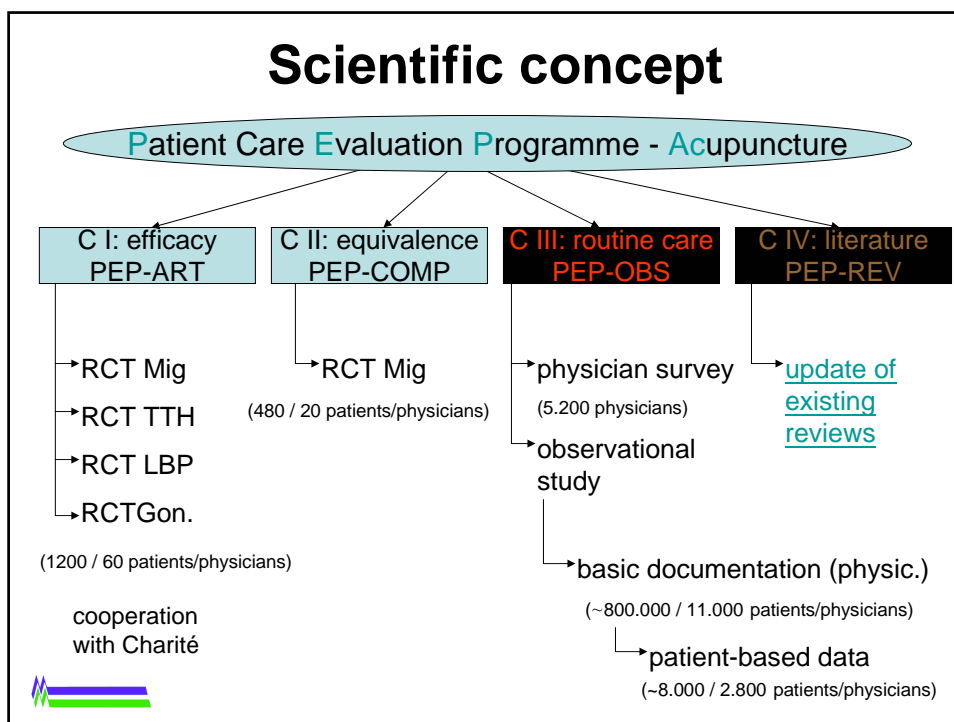 Scientific concept
Patient Care Evaluation Programme - Acupuncture
C I: efficacy
PEP-ART
C II: equivalence
PEP-COMP
C III: routine care
PEP-OBS
C IV: literature
PEP-REV
RCT Mig
RCT TTH
RCT LBP
RCTGon.
(1200 / 60 patients/physicians)
cooperation
with Charité
RCT Mig
(480 / 20 patients/physicians)
physician survey
(5.200 physicians)
observational
study
basic documentation (physic.)
(~800.000 / 11.000 patients/physicians)
patient-based data
(~8.000 / 2.800 patients/physicians)
update of
existing
reviews